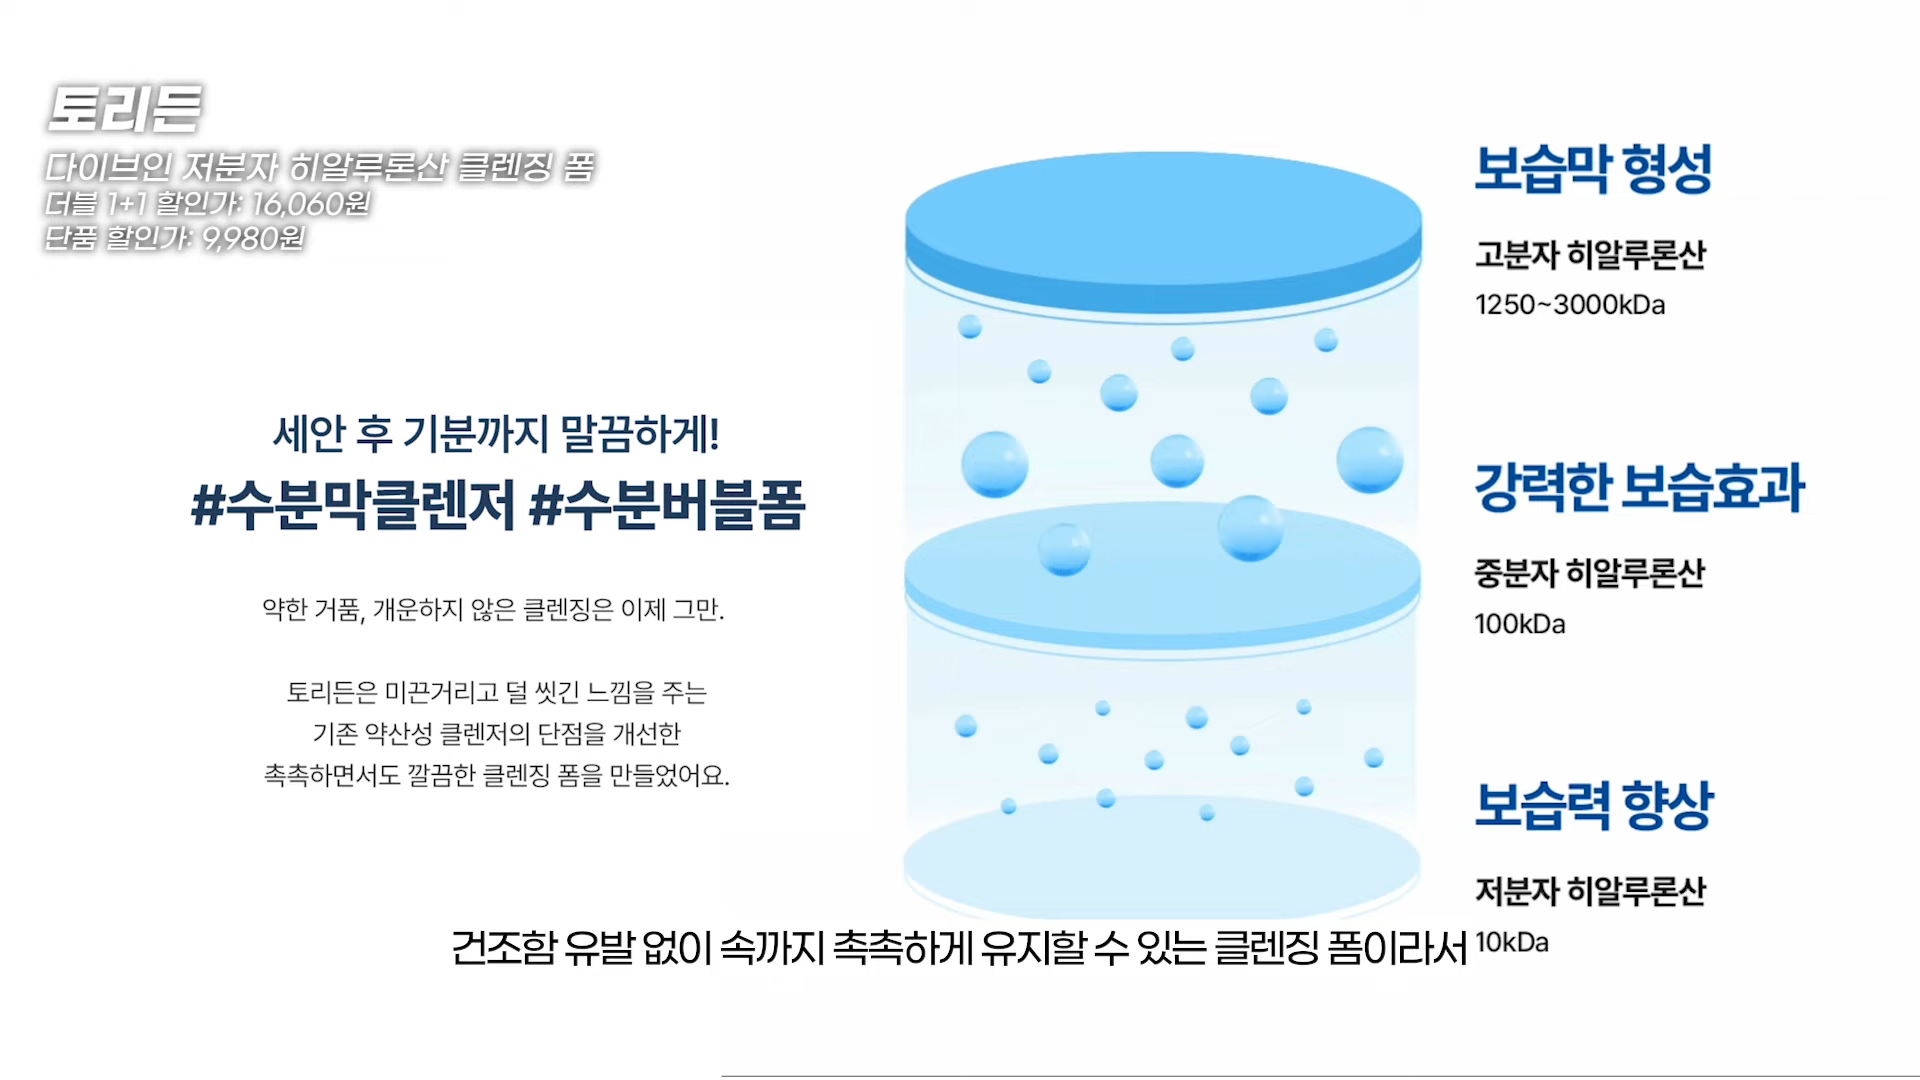 토리든
다이브인 저분자 히알루론산 클렌징 폼
더블 1+1 할인가: 16,060원
단품 할인가: 9,980원
세안 후 기분까지 말끔하게!
#수분막클렌저 #수분버블폼
약한 거품, 개운하지 않은 클렌징은 이제 그만.
토리든은 미끈거리고 덜 씻긴 느낌을 주는
기존 약산성 클렌저의 단점을 개선한
촉촉하면서도 깔끔한 클렌징 폼을 만들었어요.
보습막 형성
고분자 히알루론산
1250~3000kDa
강력한 보습효과
중분자 히알루론산
100kDa
보습력 향상
저분자 히알루론산
10kDa
건조함 유발 없이 속까지 촉촉하게 유지할 수 있는 클렌징 폼이라서